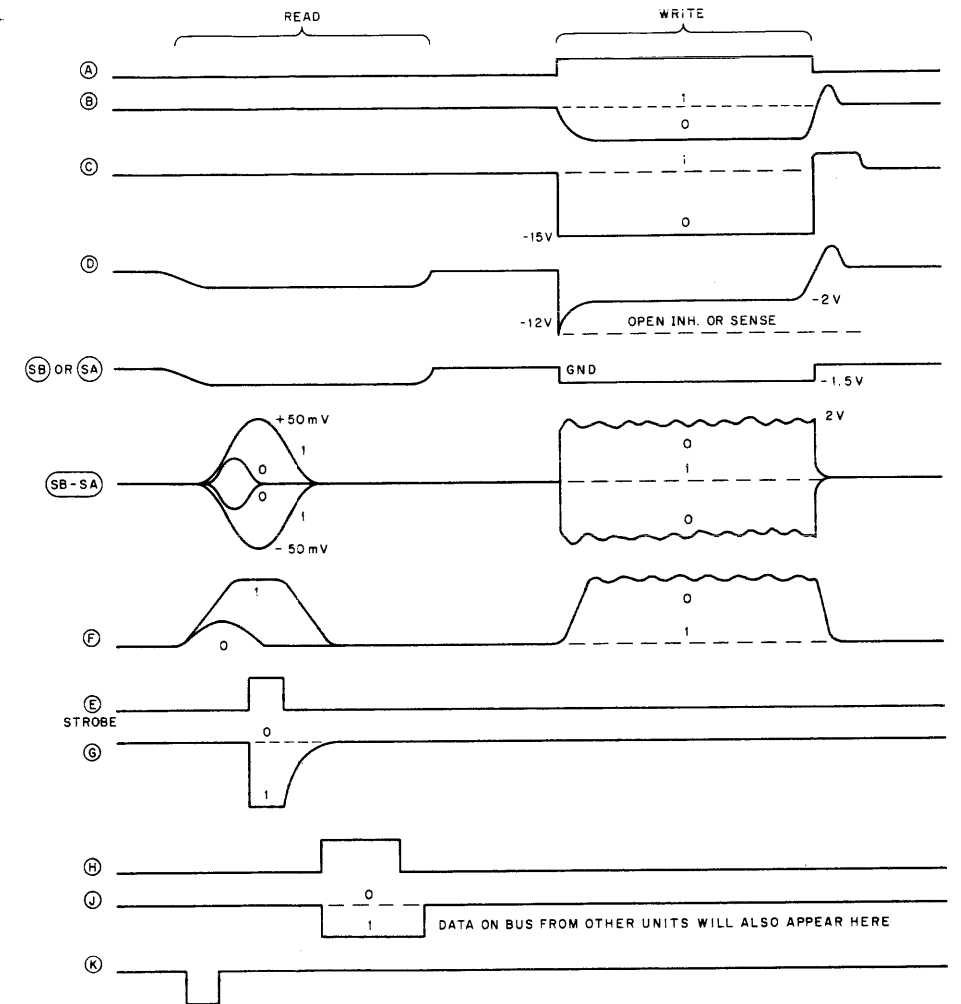 READ WRITE
A
B 1
0
C 1
0
-15V
D
-2V
-12V OPEN INH. OR SENSE
SB OR SA GND
-1.5V
+50mV 2V
1 0
0
SB-SA 1
0
1 0
-50mV
1
0
F 0 1
E
STROBE
0
G
1
H
0
J
1 DATA ON BUS FROM OTHER UNITS WILL ALSO APPEAR HERE
K